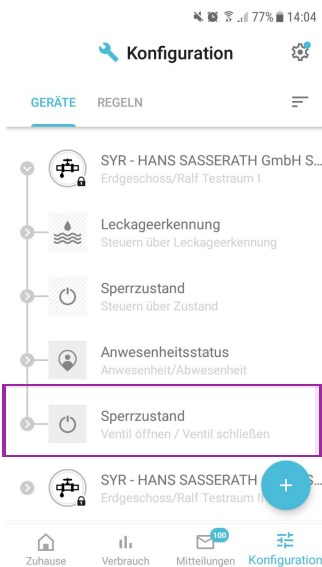 77% 14:04
Konfiguration
GERÄTE REGELN
SYR - HANS SASSERATH GmbH S...
Erdgeschoss/Ralf Testraum I
Leckageerkennung
Steuern über Leckageerkennung
Sperrzustand
Steuern über Zustand
Anwesenheitsstatus
Anwesenheit/Abwesenheit
Sperrzustand
Ventil öffnen / Ventil schließen
SYR - HANS SASSERATH
Erdgeschoss/Ralf Testraum
100
Zuhause Verbrauch Mitteilungen Konfiguration